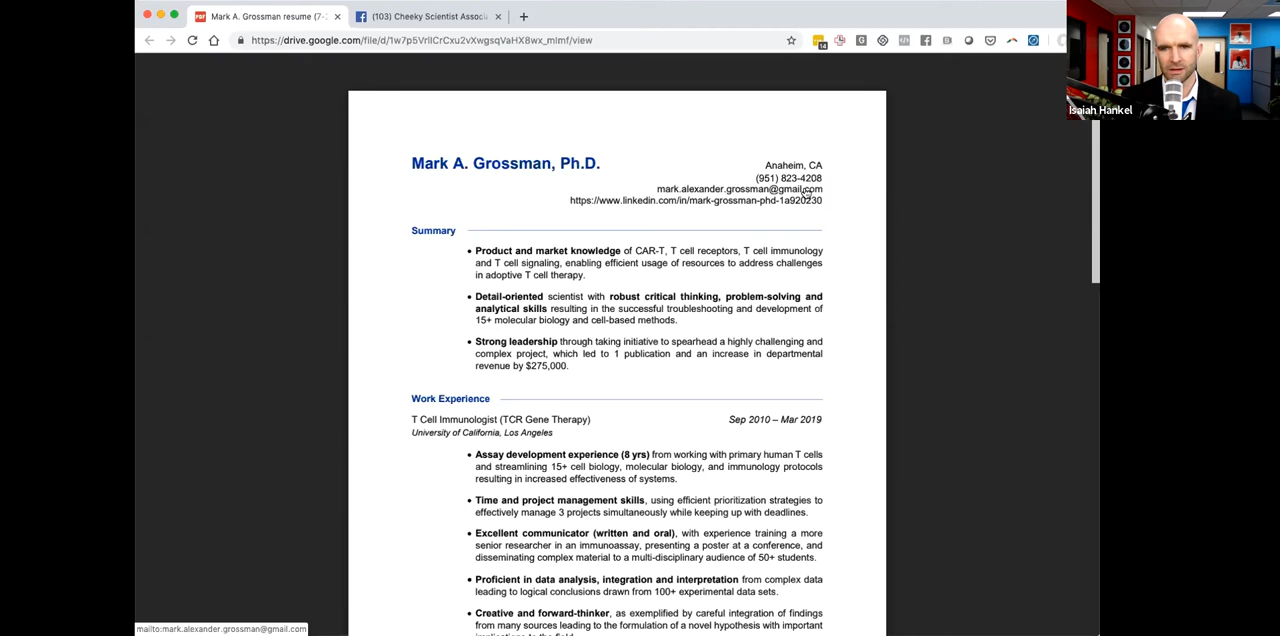 Mark A. Grossman resume (7-
(103) Cheeky Scientist Associ
https://drive.google.com/file/d/1w7p5VrlICrCxu2vXwgsqVaHX8wx_mlmf/view
14
Isaiah Hankel
Mark A. Grossman, Ph.D.
Anaheim, CA
(951) 823-4208
mark.alexander.grossman@gmail.com
https://www.linkedin.com/in/mark-grossman-phd-1a920230
Summary
• Product and market knowledge of CAR-T, T cell receptors, T cell immunology
and T cell signaling, enabling efficient usage of resources to address challenges
in adoptive T cell therapy.
• Detail-oriented scientist with robust critical thinking, problem-solving and
analytical skills resulting in the successful troubleshooting and development of
15+ molecular biology and cell-based methods.
• Strong leadership through taking initiative to spearhead a highly challenging and
complex project, which led to 1 publication and an increase in departmental
revenue by $275,000.
Work Experience
T Cell Immunologist (TCR Gene Therapy) Sep 2010 – Mar 2019
University of California, Los Angeles
• Assay development experience (8 yrs) from working with primary human T cells
and streamlining 15+ cell biology, molecular biology, and immunology protocols
resulting in increased effectiveness of systems.
• Time and project management skills, using efficient prioritization strategies to
effectively manage 3 projects simultaneously while keeping up with deadlines.
• Excellent communicator (written and oral), with experience training a more
senior researcher in an immunoassay, presenting a poster at a conference, and
disseminating complex material to a multi-disciplinary audience of 50+ students.
• Proficient in data analysis, integration and interpretation from complex data
leading to logical conclusions drawn from 100+ experimental data sets.
• Creative and forward-thinker, as exemplified by careful integration of findings
from many sources leading to the formulation of a novel hypothesis with important
mailto:mark.alexander.grossman@gmail.com